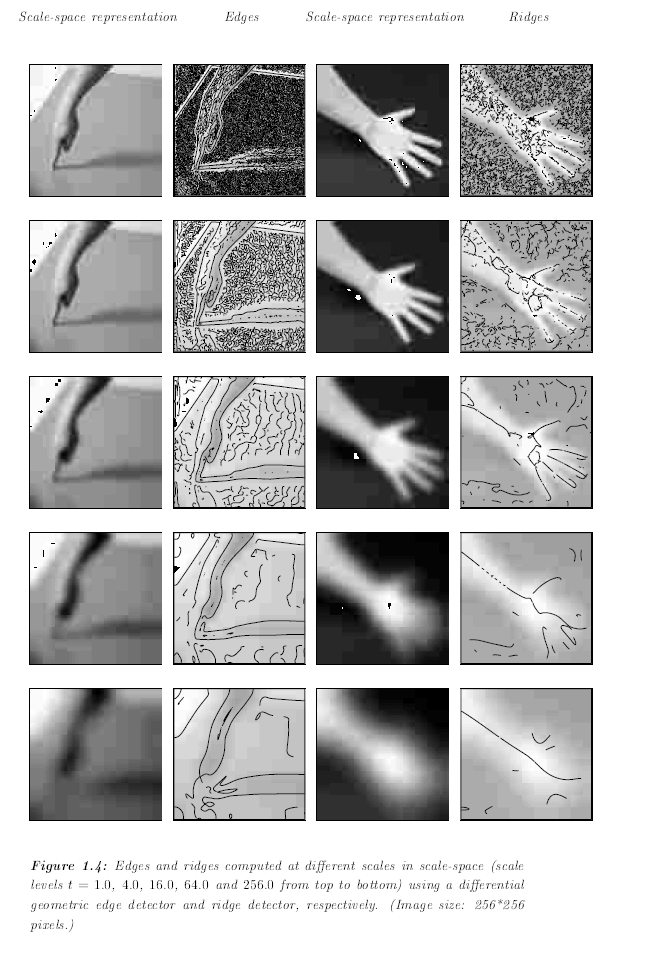 Scale-space representation Edges Scale-space representation Ridges
Figure 1.4: Edges and ridges computed at different scales in scale-space (scale
levels t = 1.0, 4.0, 16.0, 64.0 and 256.0 from top to bottom) using a differential
geometric edge detector and ridge detector, respectively. (Image size: 256*256
pixels.)